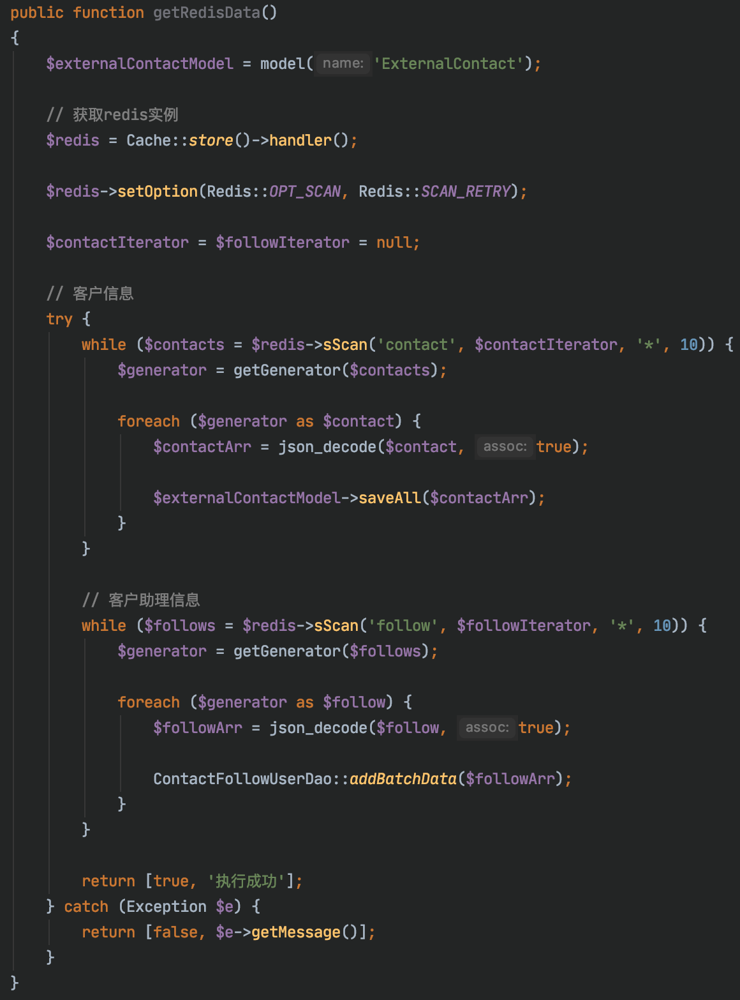 public function getRedisData()
{
    $externalContactModel = model( name: 'ExternalContact');

    // 获取redis实例
    $redis = Cache::store()->handler();

    $redis->setOption(Redis::OPT_SCAN, Redis::SCAN_RETRY);

    $contactIterator = $followIterator = null;

    // 客户信息
    try {
        while ($contacts = $redis->sScan('contact', $contactIterator, '*', 10)) {
            $generator = getGenerator($contacts);

            foreach ($generator as $contact) {
                $contactArr = json_decode($contact, assoc: true);

                $externalContactModel->saveAll($contactArr);
            }
        }

        // 客户助理信息
        while ($follows = $redis->sScan('follow', $followIterator, '*', 10)) {
            $generator = getGenerator($follows);

            foreach ($generator as $follow) {
                $followArr = json_decode($follow, assoc: true);

                ContactFollowUserDao::addBatchData($followArr);
            }
        }

        return [true, '执行成功'];
    } catch (Exception $e) {
        return [false, $e->getMessage()];
    }
}